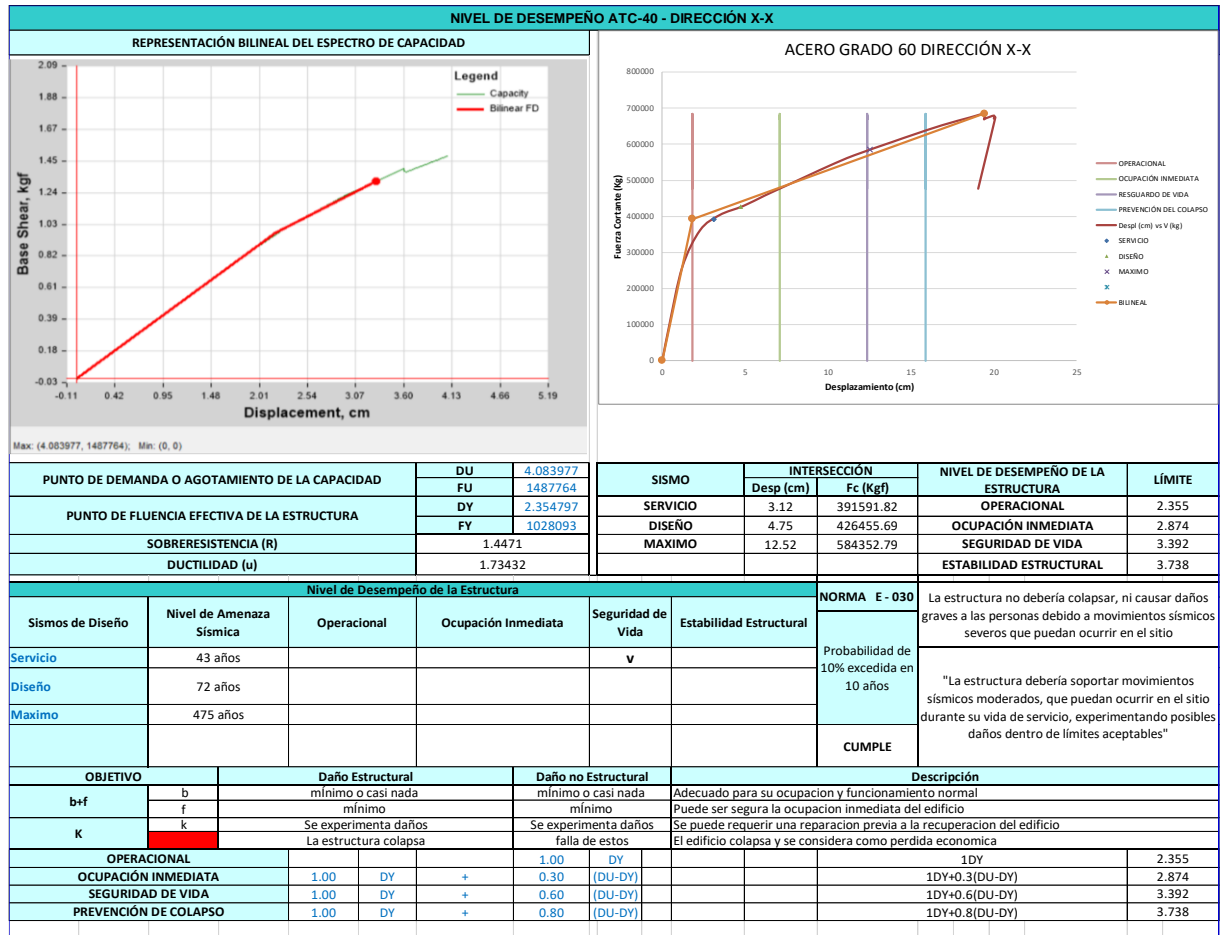 NIVEL DE DESEMPEÑO ATC-40 - DIRECCIÓN X-X
REPRESENTACIÓN BILINEAL DEL ESPECTRO DE CAPACIDAD
Legend
Capacity
Bilinear FD
Base Shear, kgf
2.09
1.88
1.67
1.45
1.24
1.03
0.82
0.61
0.39
0.18
-0.03
-0.11 0.42 0.95 1.48 2.01 2.54 3.07 3.60 4.13 4.66 5.19
Displacement, cm
Max: (4.083977, 1487764); Min: (0, 0)
ACERO GRADO 60 DIRECCIÓN X-X
Fuerza Cortante (Kg)
800000
700000
600000
500000
400000
300000
200000
100000
0
0 5 10 15 20 25
Desplazamiento (cm)
OPERACIONAL
OCUPACIÓN INMEDIATA
RESGUARDO DE VIDA
PREVENCIÓN DEL COLAPSO
Despl (cm) vs V (kg)
SERVICIO
DISEÑO
MAXIMO
BILINEAL
PUNTO DE DEMANDA O AGOTAMIENTO DE LA CAPACIDAD
DU 4.083977
FU 1487764
PUNTO DE FLUENCIA EFECTIVA DE LA ESTRUCTURA
DY 2.354797
FY 1028093
SOBRERESISTENCIA (R) 1.4471
DUCTILIDAD (u) 1.73432
SISMO
INTERSECCIÓN
Desp (cm) Fc (Kgf)
NIVEL DE DESEMPEÑO DE LA
ESTRUCTURA
LÍMITE
SERVICIO 3.12 391591.82 OPERACIONAL 2.355
DISEÑO 4.75 426455.69 OCUPACIÓN INMEDIATA 2.874
MAXIMO 12.52 584352.79 SEGURIDAD DE VIDA 3.392
ESTABILIDAD ESTRUCTURAL 3.738
Nivel de Desempeño de la Estructura
Sismos de Diseño
Nivel de Amenaza
Sísmica
Operacional
Ocupación Inmediata
Seguridad de
Vida
Estabilidad Estructural
Servicio 43 años v
Diseño 72 años
Maximo 475 años
NORMA E - 030
Probabilidad de
10% excedida en
10 años
CUMPLE
La estructura no debería colapsar, ni causar daños
graves a las personas debido a movimientos sísmicos
severos que puedan ocurrir en el sitio
"La estructura debería soportar movimientos
sísmicos moderados, que puedan ocurrir en el sitio
durante su vida de servicio, experimentando posibles
daños dentro de límites aceptables"
OBJETIVO Daño Estructural Daño no Estructural Descripción
b+f
b mÍnimo o casi nada mÍnimo o casi nada Adecuado para su ocupacion y funcionamiento normal
f mÍnimo mÍnimo Puede ser segura la ocupacion inmediata del edificio
K
k Se experimenta daños Se experimenta daños Se puede requerir una reparacion previa a la recuperacion del edificio
La estructura colapsa falla de estos El edificio colapsa y se considera como perdida economica
OPERACIONAL 1.00 DY 1DY 2.355
OCUPACIÓN INMEDIATA 1.00 DY + 0.30 (DU-DY) 1DY+0.3(DU-DY) 2.874
SEGURIDAD DE VIDA 1.00 DY + 0.60 (DU-DY) 1DY+0.6(DU-DY) 3.392
PREVENCIÓN DE COLAPSO 1.00 DY + 0.80 (DU-DY) 1DY+0.8(DU-DY) 3.738